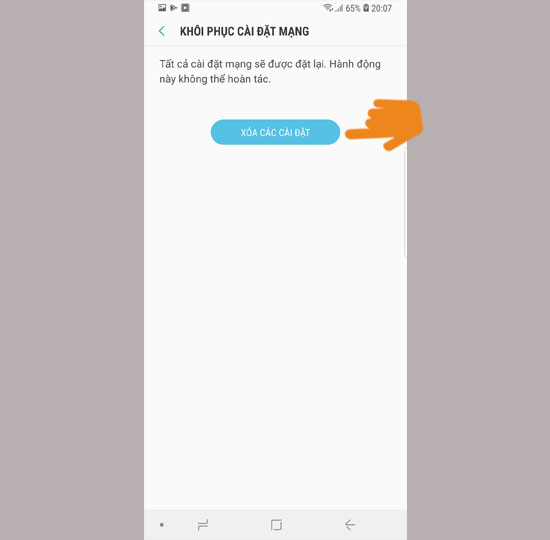 65% 20:07
KHÔI PHỤC CÀI ĐẶT MẠNG
Tất cả cài đặt mạng sẽ được đặt lại. Hành động
này không thể hoàn tác.
XÓA CÁC CÀI ĐẶT